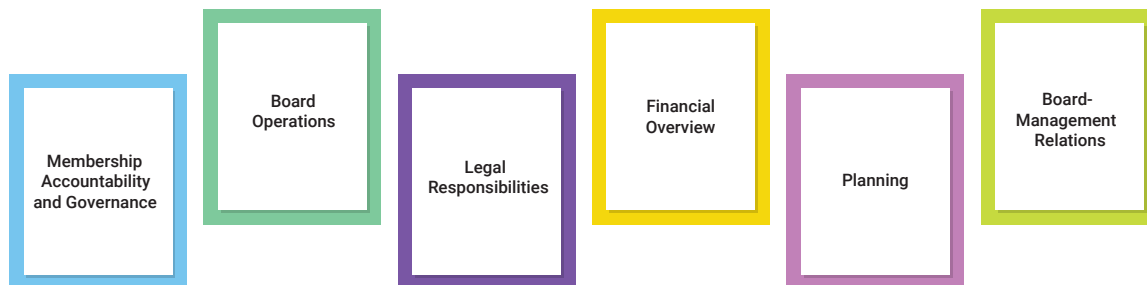 Membership
Accountability
and Governance
Board
Operations
Legal
Responsibilities
Financial
Overview
Planning
Board-
Management
Relations